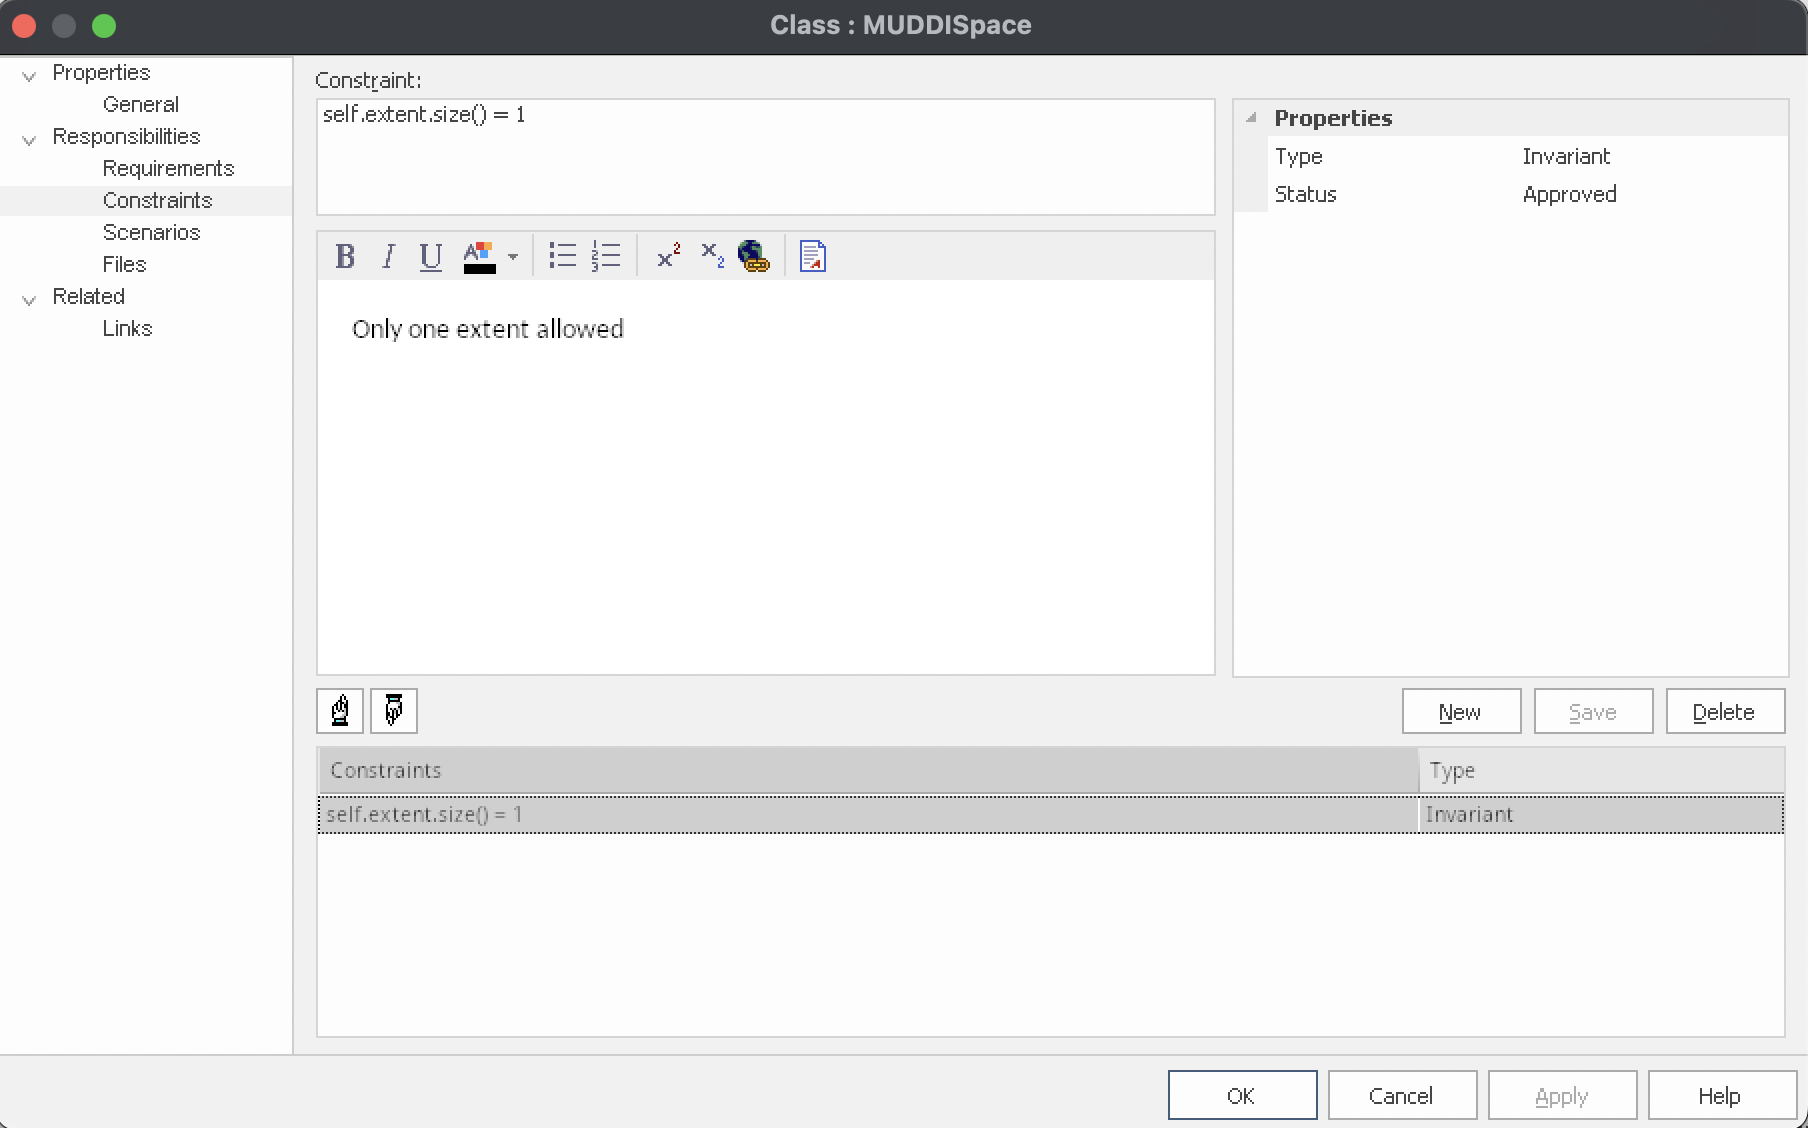 Class : MUDDISpace
Properties
General
Responsibilities
Requirements
Constraints
Scenarios
Files
Related
Links
Constraint:
self.extent.size() = 1
Properties
Type Invariant
Status Approved
B I U A x² x₂
Only one extent allowed
New Save Delete
Constraints Type
self.extent.size() = 1 Invariant
OK Cancel Apply Help